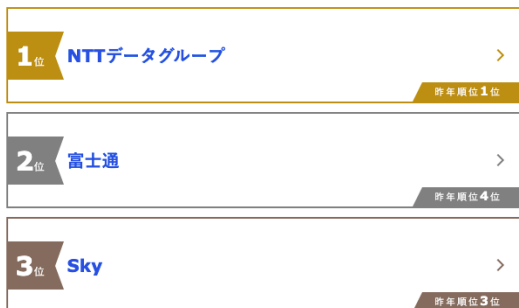 1位 NTTデータグループ
昨年順位1位
2位 富士通
昨年順位4位
3位 Sky
昨年順位3位